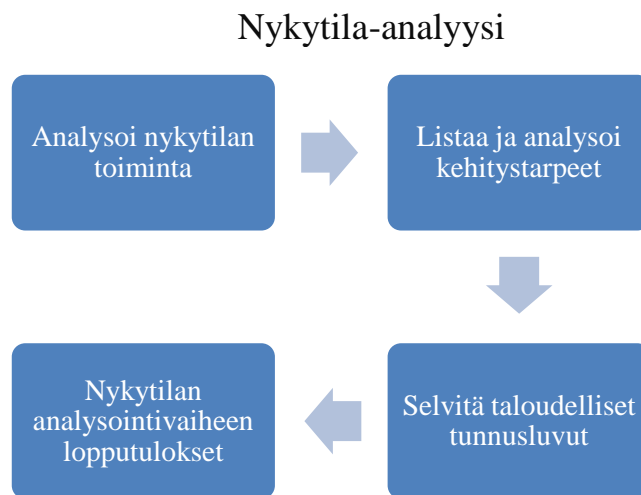 Nykytila-analyysi
Analysoi nykytilan
toiminta
Listaa ja analysoi
kehitystarpeet
Selvitä taloudelliset
tunnusluvut
Nykytilan
analysointivaiheen
lopputulokset